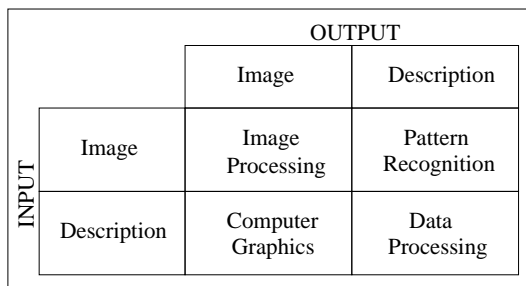 OUTPUT
Image Description
INPUT
Image
Image
Processing
Pattern
Recognition
Description
Computer
Graphics
Data
Processing